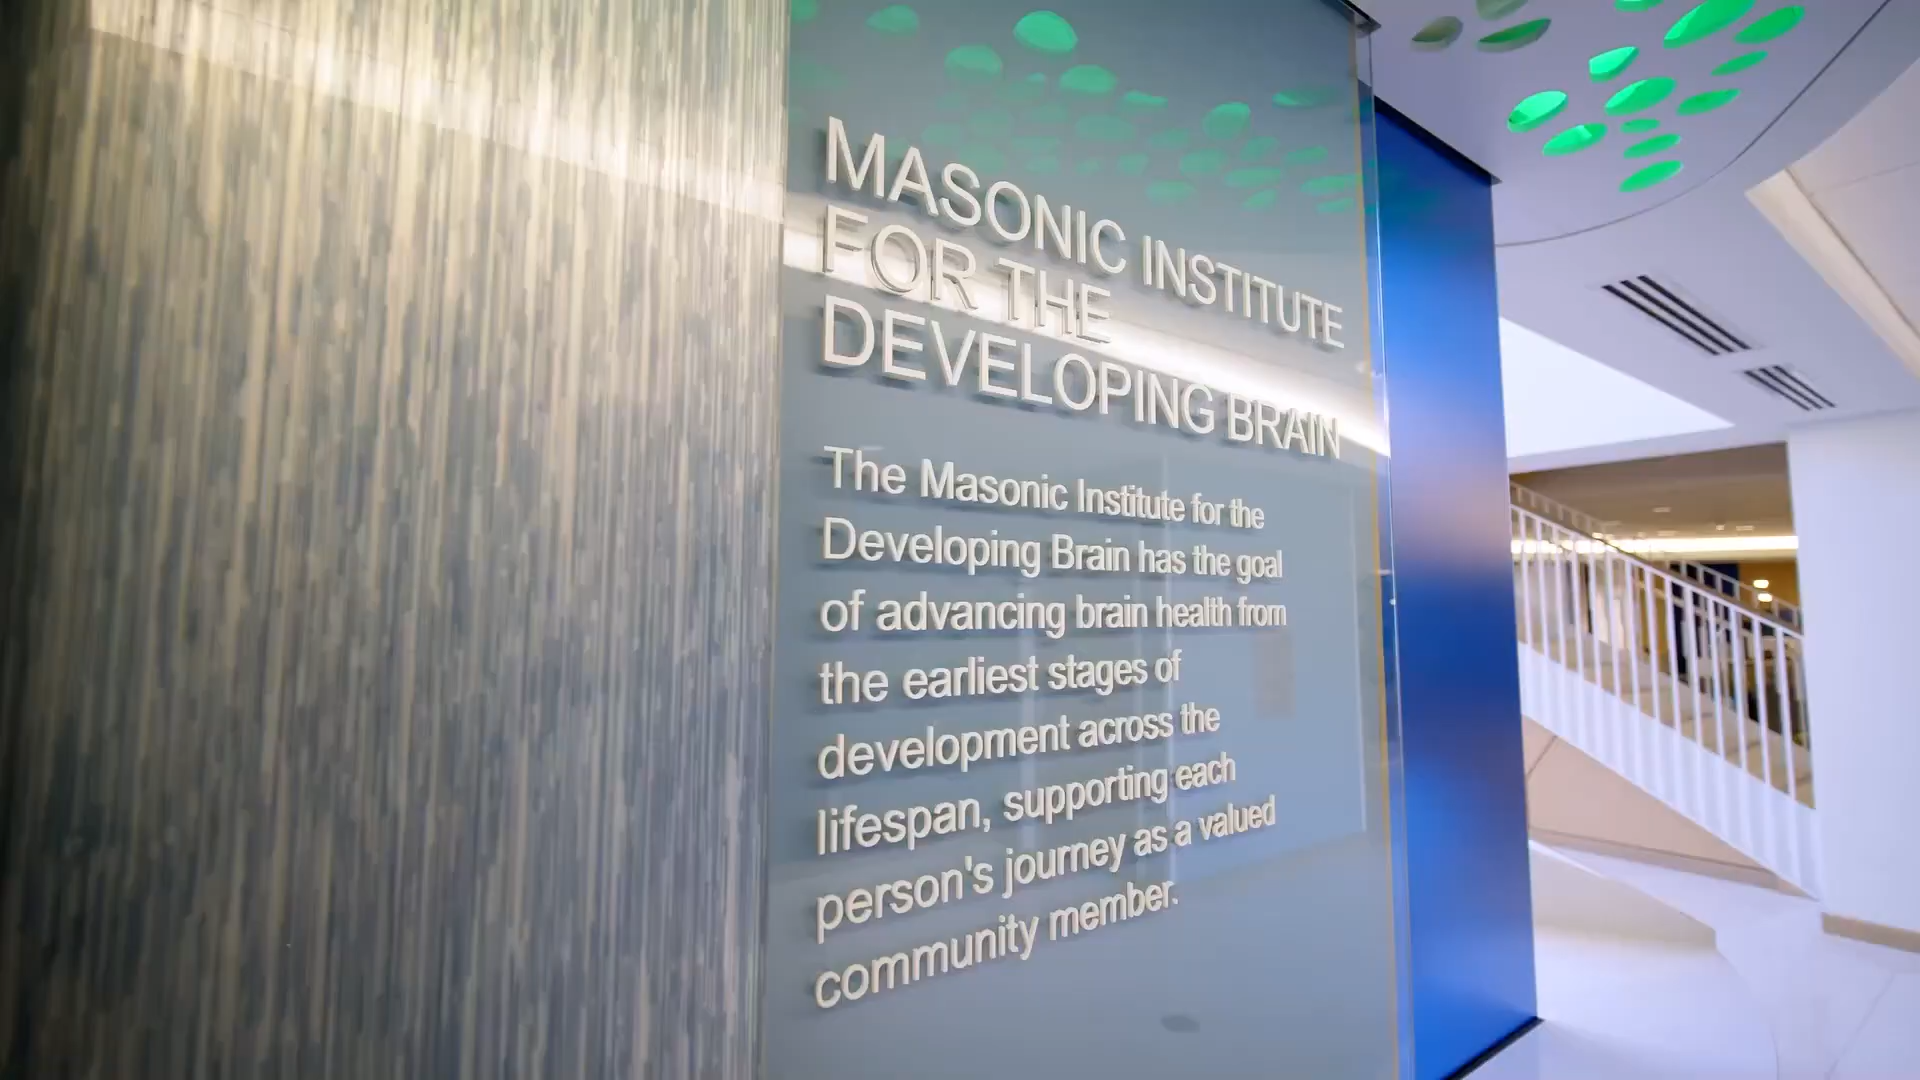 MASONIC INSTITUTE
FOR THE
DEVELOPING BRAIN
The Masonic Institute for the
Developing Brain has the goal
of advancing brain health from
the earliest stages of
development across the
lifespan, supporting each
person's journey as a valued
community member.